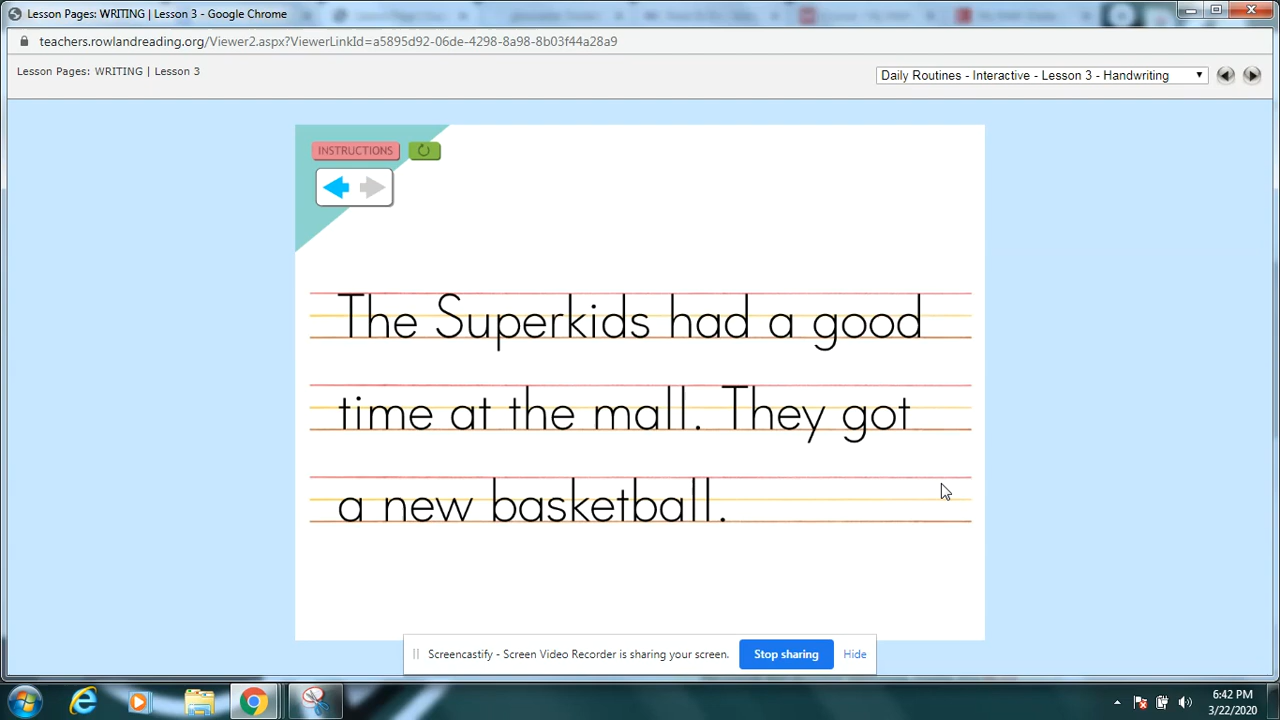 Lesson Pages: WRITING | Lesson 3 - Google Chrome
teachers.rowlandreading.org/Viewer2.aspx?ViewerLinkId=a5895d92-06de-4298-8a98-8b03f44a28a9
Lesson Pages: WRITING | Lesson 3
Daily Routines - Interactive - Lesson 3 - Handwriting
INSTRUCTIONS
The Superkids had a good
time at the mall. They got
a new basketball.
Screencastify - Screen Video Recorder is sharing your screen.
Stop sharing
Hide
6:42 PM
3/22/2020